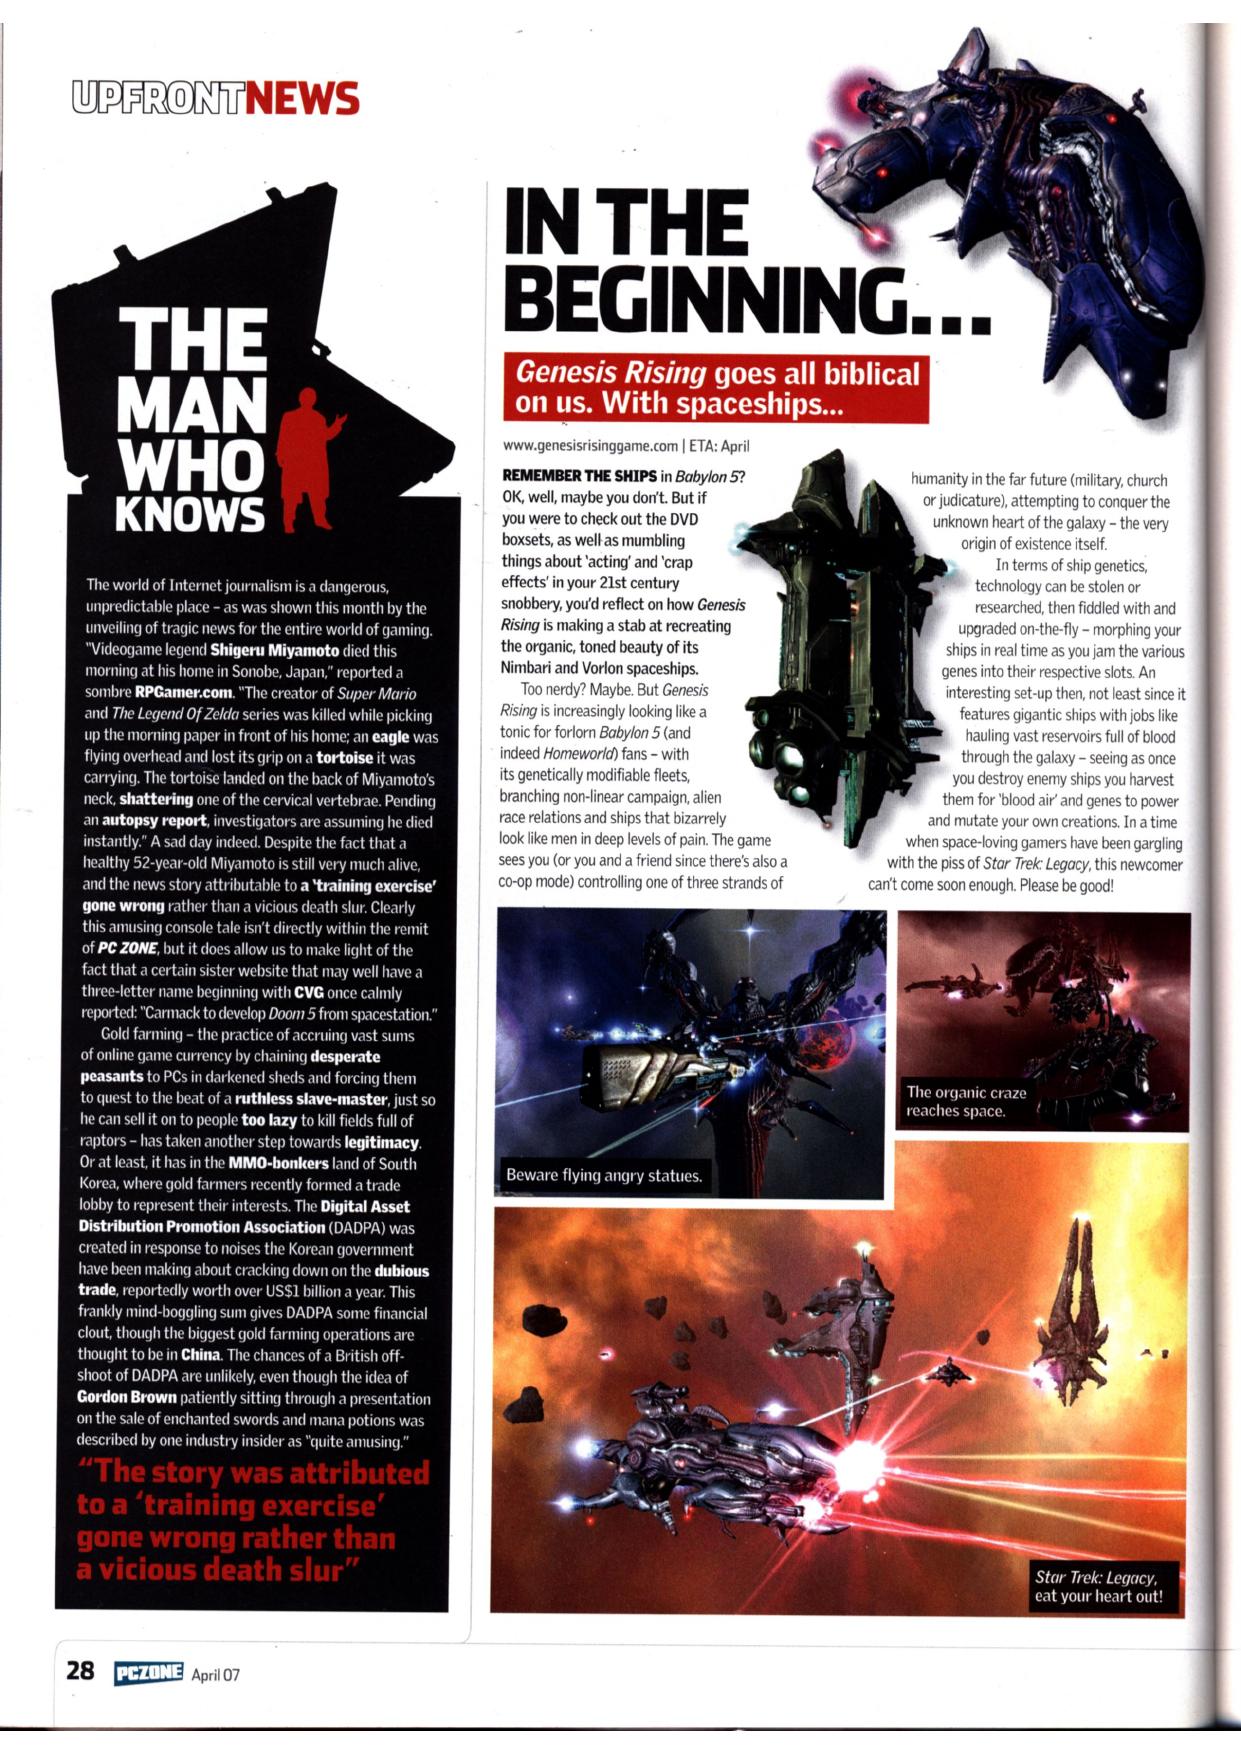 UPFRONTNEWS
THE
MAN
WHO
KNOWS
The world of Internet journalism is a dangerous,
unpredictable place – as was shown this month by the
unveiling of tragic news for the entire world of gaming.
"Videogame legend Shigeru Miyamoto died this
morning at his home in Sonobe, Japan," reported a
sombre RPGamer.com. "The creator of Super Mario
and The Legend Of Zelda series was killed while picking
up the morning paper in front of his home; an eagle was
flying overhead and lost its grip on a tortoise it was
carrying. The tortoise landed on the back of Miyamoto's
neck, shattering one of the cervical vertebrae. Pending
an autopsy report, investigators are assuming he died
instantly." A sad day indeed. Despite the fact that a
healthy 52-year-old Miyamoto is still very much alive,
and the news story attributable to a 'training exercise'
gone wrong rather than a vicious death slur. Clearly
this amusing console tale isn't directly within the remit
of PC ZONE, but it does allow us to make light of the
fact that a certain sister website that may well have a
three-letter name beginning with CVG once calmly
reported: "Carmack to develop Doom 5 from spacestation."
Gold farming – the practice of accruing vast sums
of online game currency by chaining desperate
peasants to PCs in darkened sheds and forcing them
to quest to the beat of a ruthless slave-master, just so
he can sell it on to people too lazy to kill fields full of
raptors – has taken another step towards legitimacy.
Or at least, it has in the MMO-bonkers land of South
Korea, where gold farmers recently formed a trade
lobby to represent their interests. The Digital Asset
Distribution Promotion Association (DADPA) was
created in response to noises the Korean government
have been making about cracking down on the dubious
trade, reportedly worth over US$1 billion a year. This
frankly mind-boggling sum gives DADPA some financial
clout, though the biggest gold farming operations are
thought to be in China. The chances of a British off-
shoot of DADPA are unlikely, even though the idea of
Gordon Brown patiently sitting through a presentation
on the sale of enchanted swords and mana potions was
described by one industry insider as "quite amusing."
"The story was attributed
to a 'training exercise'
gone wrong rather than
a vicious death slur"
IN THE
BEGINNING...
Genesis Rising goes all biblical
on us. With spaceships...
www.genesisrisinggame.com | ETA: April
REMEMBER THE SHIPS in Babylon 5?
OK, well, maybe you don't. But if
you were to check out the DVD
boxsets, as well as mumbling
things about 'acting' and 'crap
effects' in your 21st century
snobbery, you'd reflect on how Genesis
Rising is making a stab at recreating
the organic, toned beauty of its
Nimbari and Vorlon spaceships.
Too nerdy? Maybe. But Genesis
Rising is increasingly looking like a
tonic for forlorn Babylon 5 (and
indeed Homeworld) fans – with
its genetically modifiable fleets,
branching non-linear campaign, alien
race relations and ships that bizarrely
look like men in deep levels of pain. The game
sees you (or you and a friend since there's also a
co-op mode) controlling one of three strands of
humanity in the far future (military, church
or judicature), attempting to conquer the
unknown heart of the galaxy – the very
origin of existence itself.
In terms of ship genetics,
technology can be stolen or
researched, then fiddled with and
upgraded on-the-fly – morphing your
ships in real time as you jam the various
genes into their respective slots. An
interesting set-up then, not least since it
features gigantic ships with jobs like
hauling vast reservoirs full of blood
through the galaxy – seeing as once
you destroy enemy ships you harvest
them for 'blood air' and genes to power
and mutate your own creations. In a time
when space-loving gamers have been gargling
with the piss of Star Trek: Legacy, this newcomer
can't come soon enough. Please be good!
Beware flying angry statues.
The organic craze
reaches space.
Star Trek: Legacy,
eat your heart out!
28 PCZONE April 07